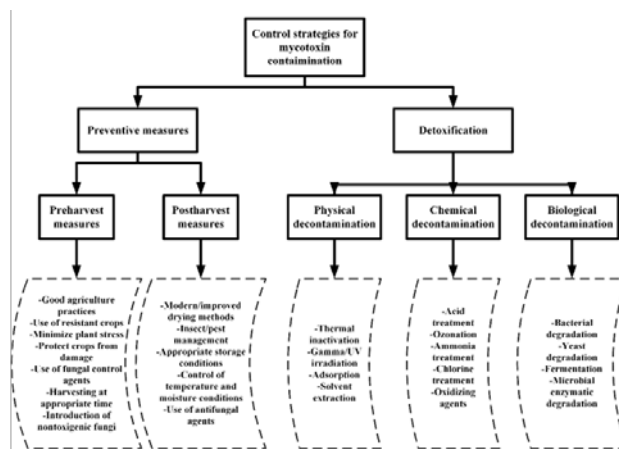 Control strategies for
mycotoxin
contaimination
Preventive measures
Detoxification
Preharvest
measures
Postharvest
measures
Physical
decontamination
Chemical
decontamination
Biological
decontamination
-Good agriculture
practices
-Use of resistant crops
-Minimize plant stress
-Protect crops from
damage
-Use of fungal control
agents
-Harvesting at
appropriate time
-Introduction of
nontoxigenic fungi
-Modern/improved
drying methods
-Insect/pest
management
-Appropriate storage
conditions
-Control of
temperature and
moisture conditions
-Use of antifungal
agents
-Thermal
inactivation
-Gamma/UV
irradiation
-Adsorption
-Solvent
extraction
-Acid
treatment
-Ozonation
-Ammonia
treatment
-Chlorine
treatment
-Oxidizing
agents
-Bacterial
degradation
-Yeast
degradation
-Fermentation
-Microbial
enzymatic
degradation